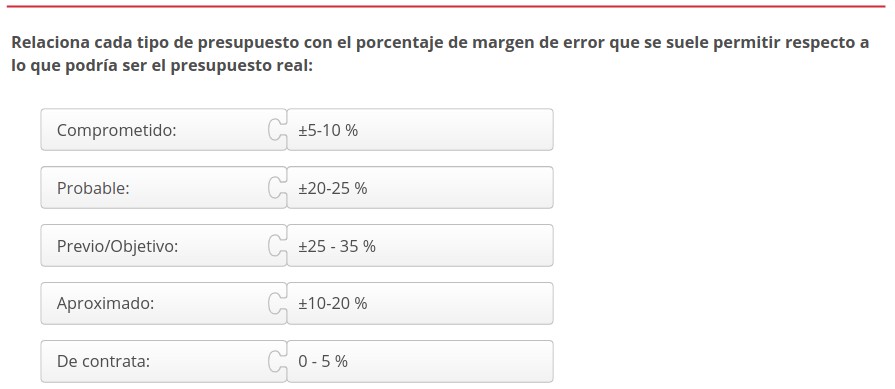 Relaciona cada tipo de presupuesto con el porcentaje de margen de error que se suele permitir respecto a
lo que podría ser el presupuesto real:
Comprometido: ±5-10 %
Probable: ±20-25 %
Previo/Objetivo: ±25 - 35 %
Aproximado: ±10-20 %
De contrata: 0 - 5 %